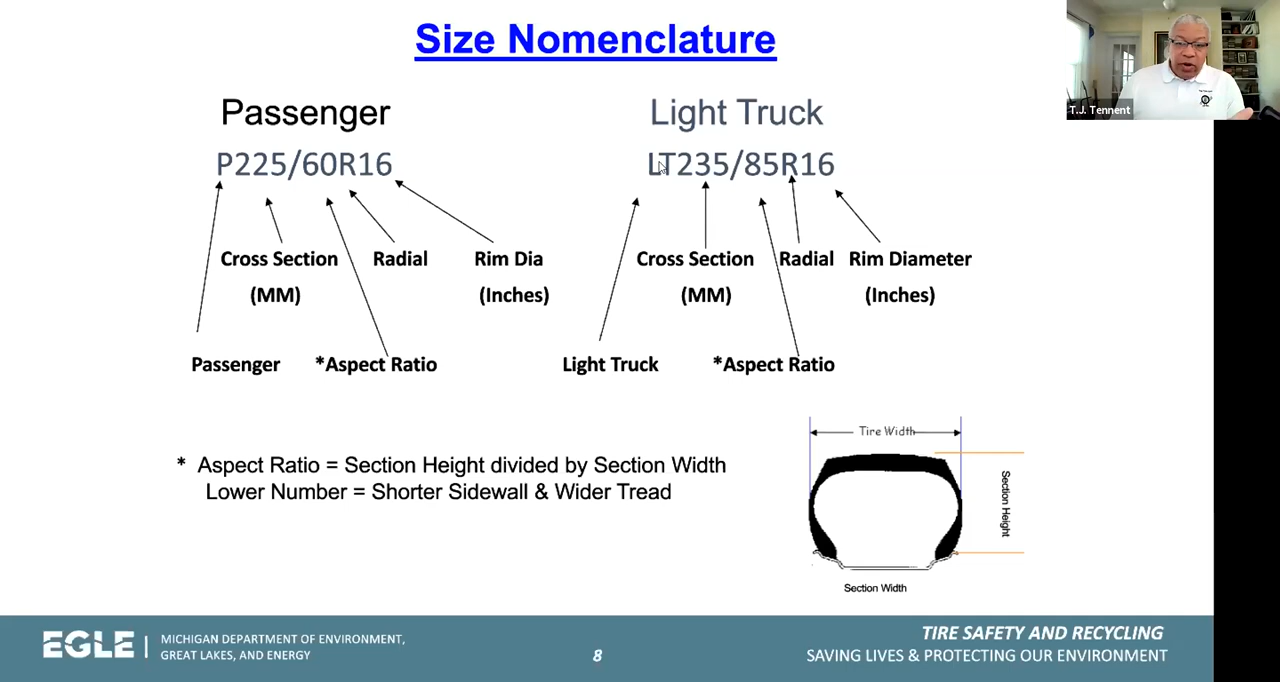 Size Nomenclature
T.J. Tennent
Passenger
P225/60R16
Cross Section
(MM)
Radial
Rim Dia
(Inches)
Passenger
*Aspect Ratio
Light Truck
LT235/85R16
Cross Section
(MM)
Radial
Rim Diameter
(Inches)
Light Truck
*Aspect Ratio
* Aspect Ratio = Section Height divided by Section Width
Lower Number = Shorter Sidewall & Wider Tread
Tire Width
Section Height
Section Width
EGLE
MICHIGAN DEPARTMENT OF ENVIRONMENT,
GREAT LAKES, AND ENERGY
8
TIRE SAFETY AND RECYCLING
SAVING LIVES & PROTECTING OUR ENVIRONMENT